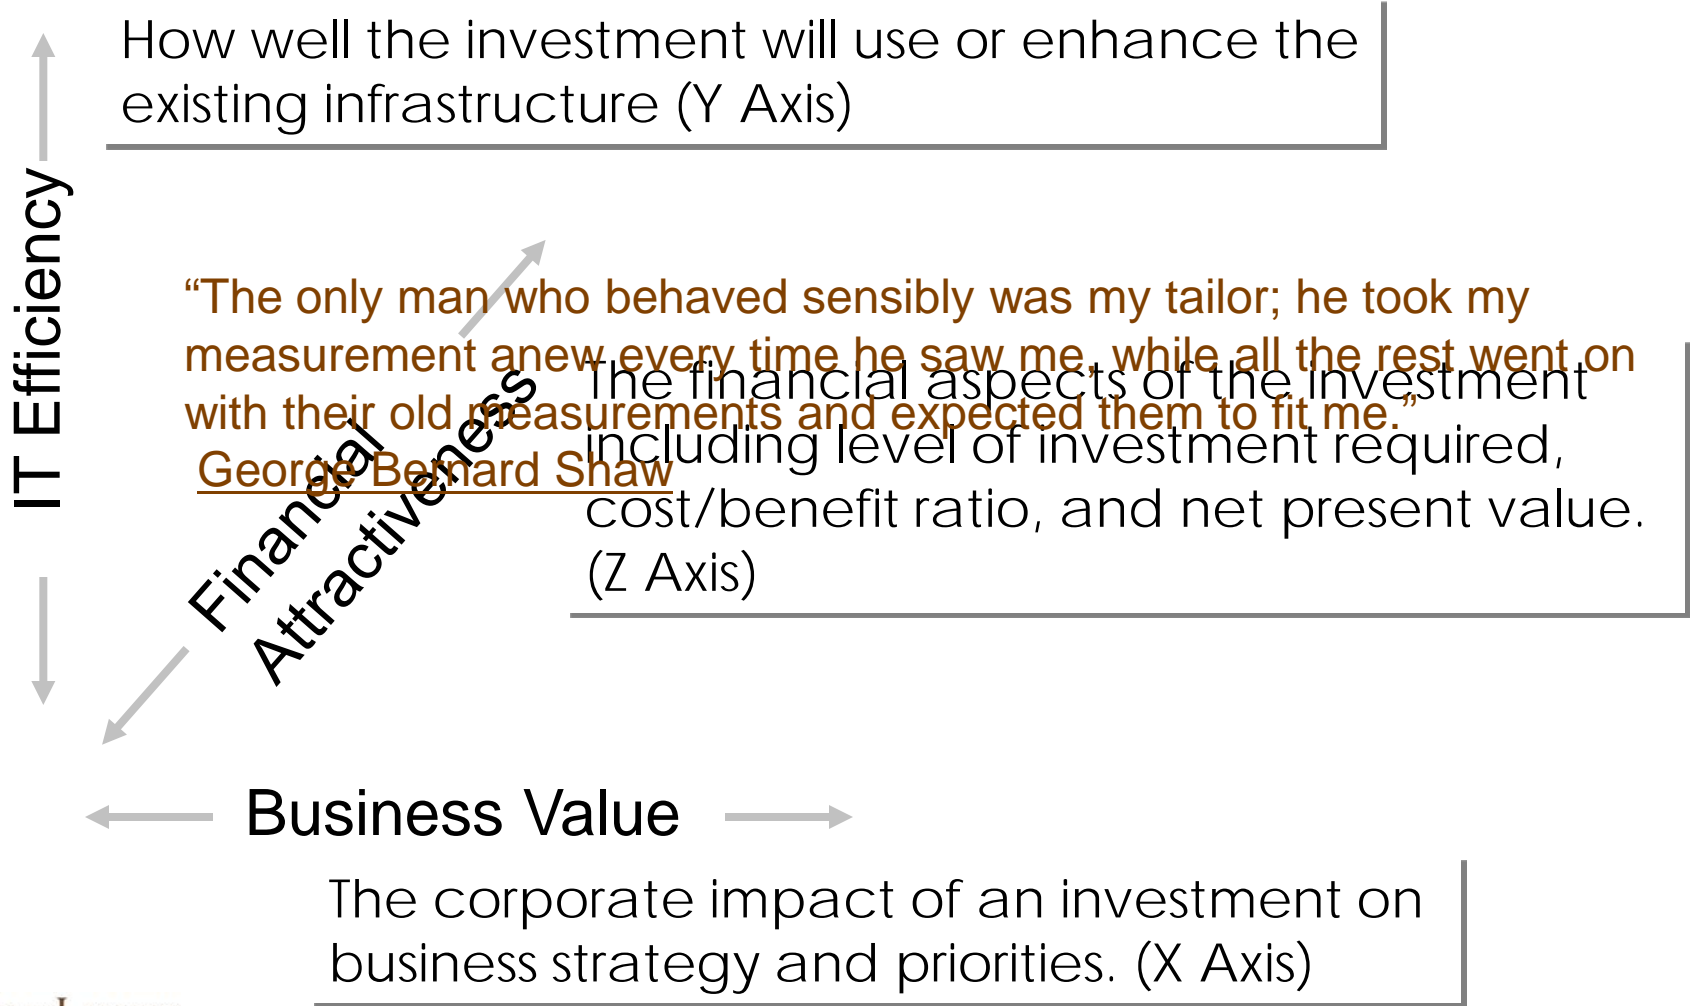 How well the investment will use or enhance the
existing infrastructure (Y Axis)
IT Efficiency
“The only man who behaved sensibly was my tailor; he took my
measurement anew every time he saw me, while all the rest went on
with their old measurements and expected them to fit me.”
George Bernard Shaw
Financial
Attractiveness
The financial aspects of the investment
including level of investment required,
cost/benefit ratio, and net present value.
(Z Axis)
Business Value
The corporate impact of an investment on
business strategy and priorities. (X Axis)